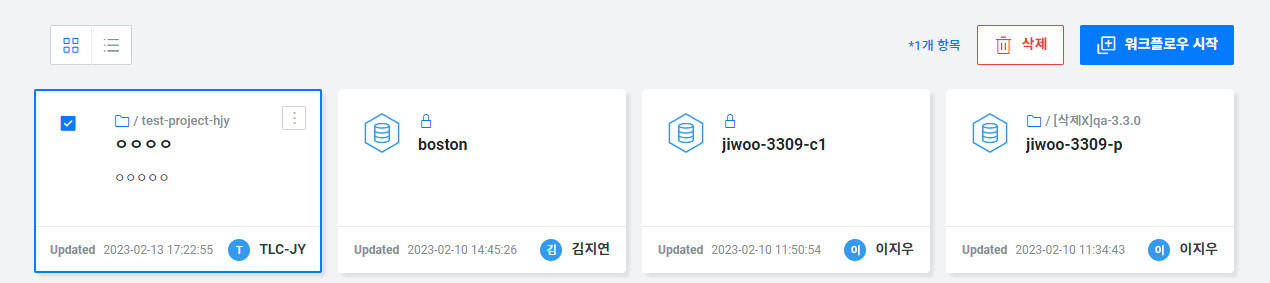 *1개 항목
삭제
워크플로우 시작
/ test-project-hjy
ㅇㅇㅇㅇ
ㅇㅇㅇㅇㅇ
Updated 2023-02-13 17:22:55 T TLC-JY
boston
Updated 2023-02-10 14:45:26 김 김지연
jiwoo-3309-c1
Updated 2023-02-10 11:50:54 이 이지우
/ [삭제X]qa-3.3.0
jiwoo-3309-p
Updated 2023-02-10 11:34:43 이 이지우